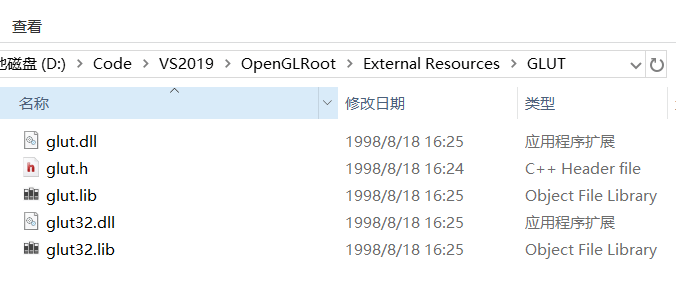 查看
磁盘 (D:) > Code > VS2019 > OpenGLRoot > External Resources > GLUT
名称 修改日期 类型
glut.dll 1998/8/18 16:25 应用程序扩展
glut.h 1998/8/18 16:24 C++ Header file
glut.lib 1998/8/18 16:25 Object File Library
glut32.dll 1998/8/18 16:25 应用程序扩展
glut32.lib 1998/8/18 16:25 Object File Library